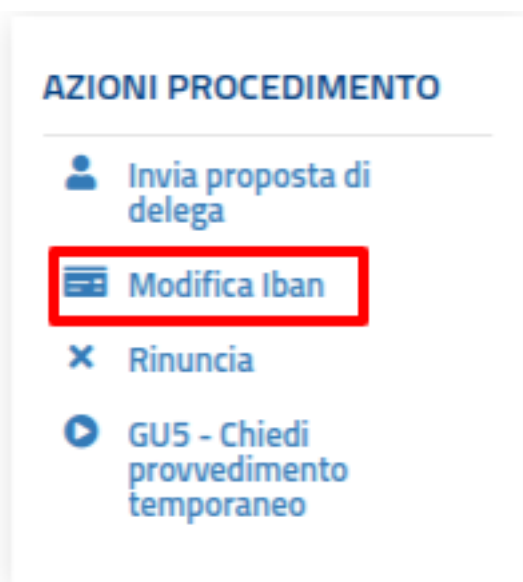 AZIONI PROCEDIMENTO
Invia proposta di
delega
Modifica Iban
Rinuncia
GU5 - Chiedi
provvedimento
temporaneo